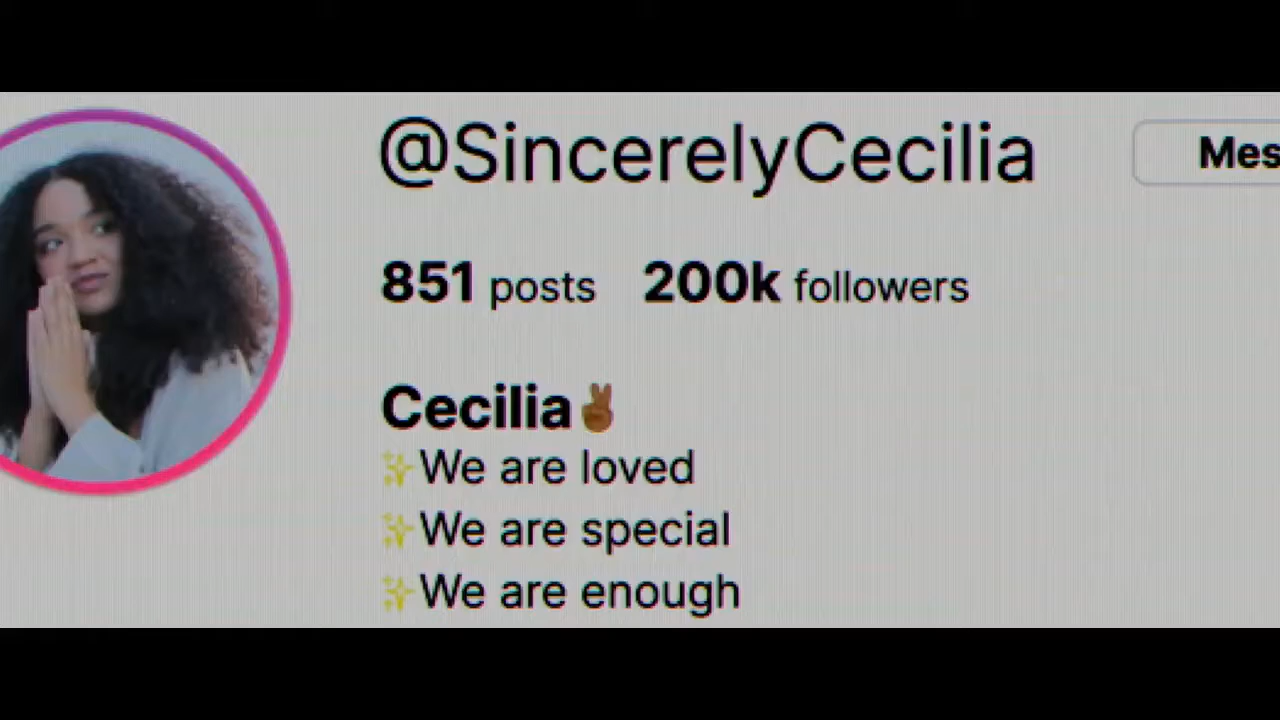 @SincerelyCecilia Mes
851 posts 200k followers
Cecilia✌🏾
✨We are loved
✨We are special
✨We are enough